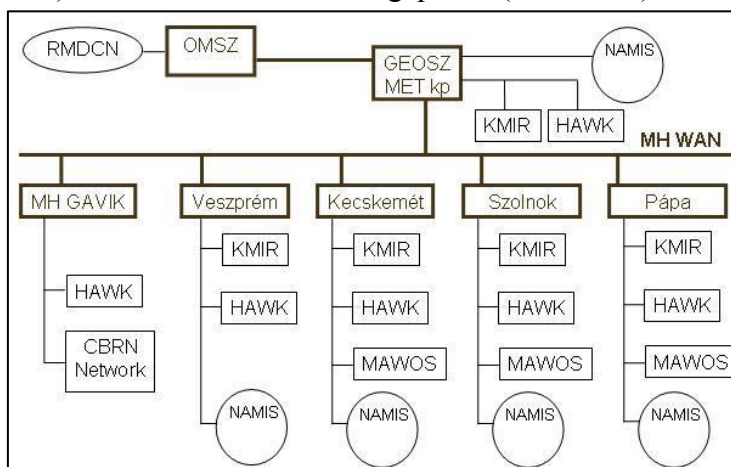 RMDCN
OMSZ
GEOSZ
MET kp
NAMIS
KMIR
HAWK
MH WAN
MH GAVIK
Veszprém
Kecskemét
Szolnok
Pápa
HAWK
CBRN
Network
KMIR
HAWK
NAMIS
KMIR
HAWK
MAWOS
NAMIS
KMIR
HAWK
MAWOS
NAMIS
KMIR
HAWK
MAWOS
NAMIS